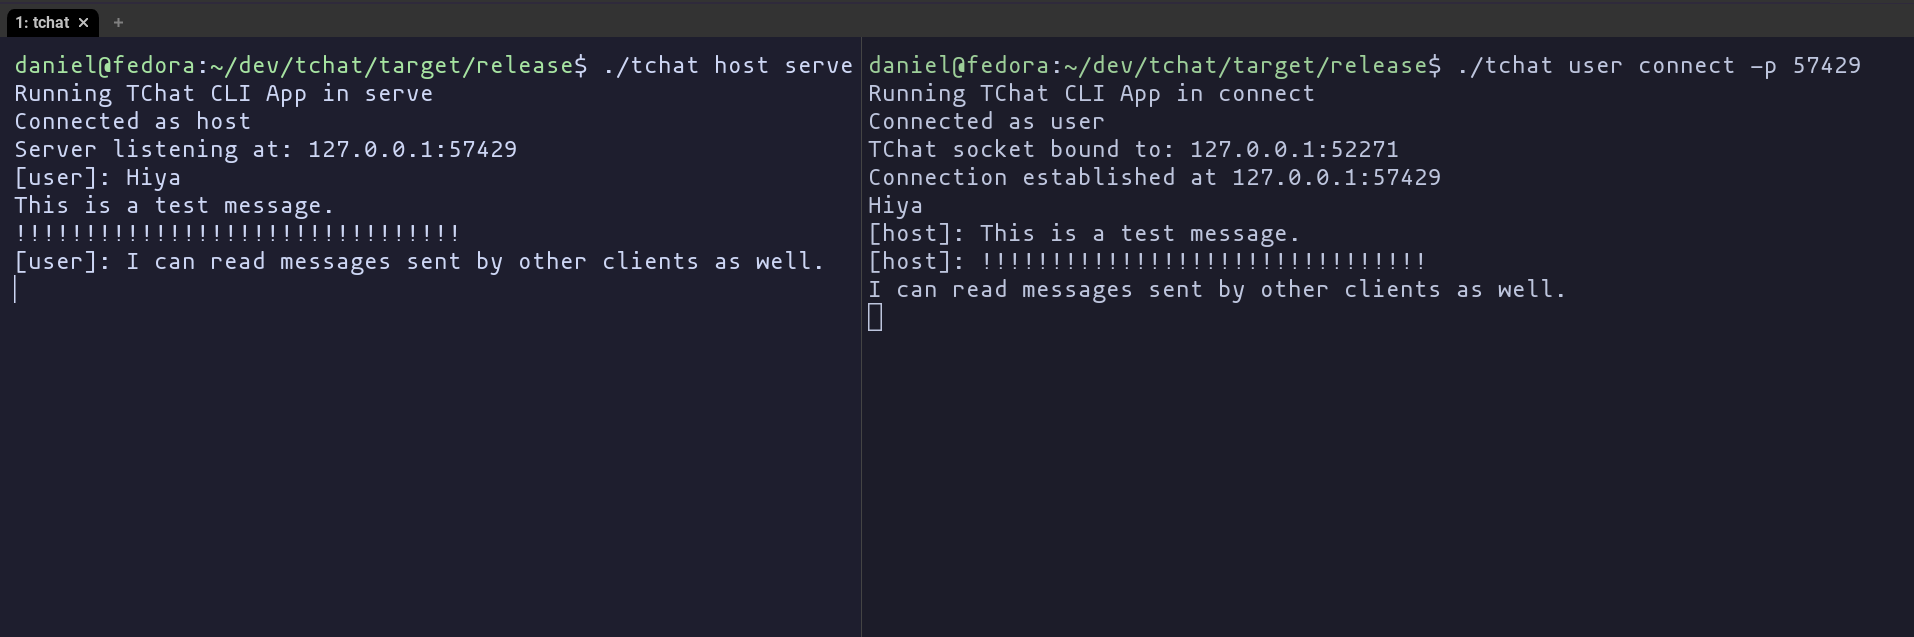 1: tchat × +
daniel@fedora:~/dev/tchat/target/release$ ./tchat host serve
Running TChat CLI App in serve
Connected as host
Server listening at: 127.0.0.1:57429
[user]: Hiya
This is a test message.
!!!!!!!!!!!!!!!!!!!!!!!!!!!!!!!!
[user]: I can read messages sent by other clients as well.
daniel@fedora:~/dev/tchat/target/release$ ./tchat user connect -p 57429
Running TChat CLI App in connect
Connected as user
TChat socket bound to: 127.0.0.1:52271
Connection established at 127.0.0.1:57429
Hiya
[host]: This is a test message.
[host]: !!!!!!!!!!!!!!!!!!!!!!!!!!!!!!!!
I can read messages sent by other clients as well.